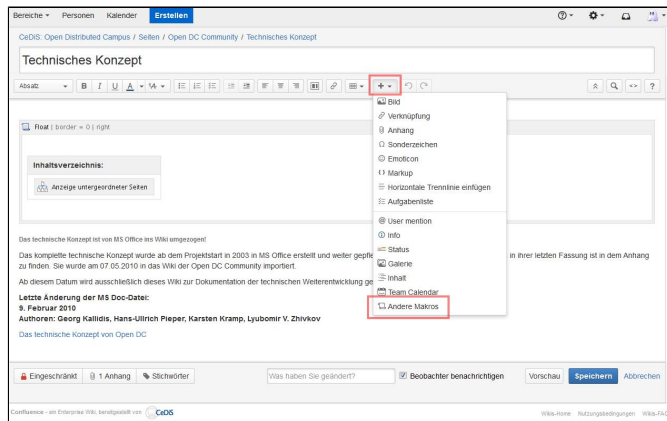 Bereiche Personen Kalender Erstellen
CeDiS: Open Distributed Campus / Seiten / Open DC Community / Technisches Konzept
Technisches Konzept
Absatz B I U A
Bild
Verknüpfung
Anhang
Ω Sonderzeichen
Emoticon
Markup
Horizontale Trennlinie einfügen
Aufgabenliste
@ User mention
Info
Status
Galerie
Inhalt
Team Calendar
Andere Makros
Float | border = 0 | right
Inhaltsverzeichnis:
Anzeige untergeordneter Seiten
Das technische Konzept ist von MS Office ins Wiki umgezogen!
Das komplette technische Konzept wurde ab dem Projektstart in 2003 in MS Office erstellt und weiter gepfle in ihrer letzten Fassung ist in dem Anhang
zu finden. Sie wurde am 07.05.2010 in das Wiki der Open DC Community importiert.
Ab diesem Datum wird ausschließlich dieses Wiki zur Dokumentation der technischen Weiterentwicklung ge
Letzte Änderung der MS Doc-Datei:
9. Februar 2010
Authoren: Georg Kallidis, Hans-Ullrich Pieper, Karsten Kramp, Lyubomir V. Zhivkov
Das technische Konzept von Open DC
Eingeschränkt 1 Anhang Stichwörter Was haben Sie geändert? Beobachter benachrichtigen Vorschau Speichern Abbrechen
Confluence - ein Enterprise Wiki, bereitgestellt von CeDiS Wikis-Home Nutzungsbedingungen Wikis-FAQ